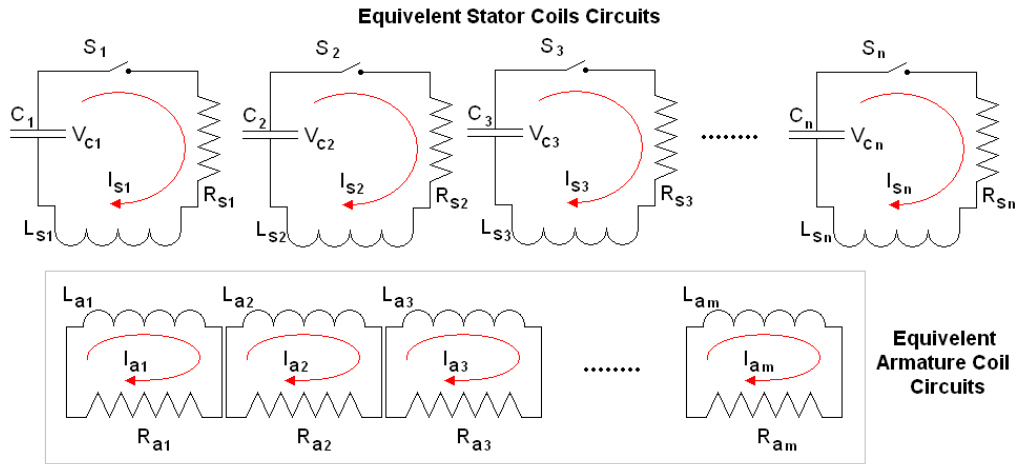 Equivelent Stator Coils Circuits
S1 S2 S3 Sn
C1 VC1 C2 VC2 C3 VC3 ......... Cn VCn
IS1 RS1 IS2 RS2 IS3 RS3 ISn RSn
LS1 LS2 LS3 LSn
La1 La2 La3 Lam
Ia1 Ia2 Ia3 ........ Iam
Ra1 Ra2 Ra3 Ram
Equivelent
Armature Coil
Circuits